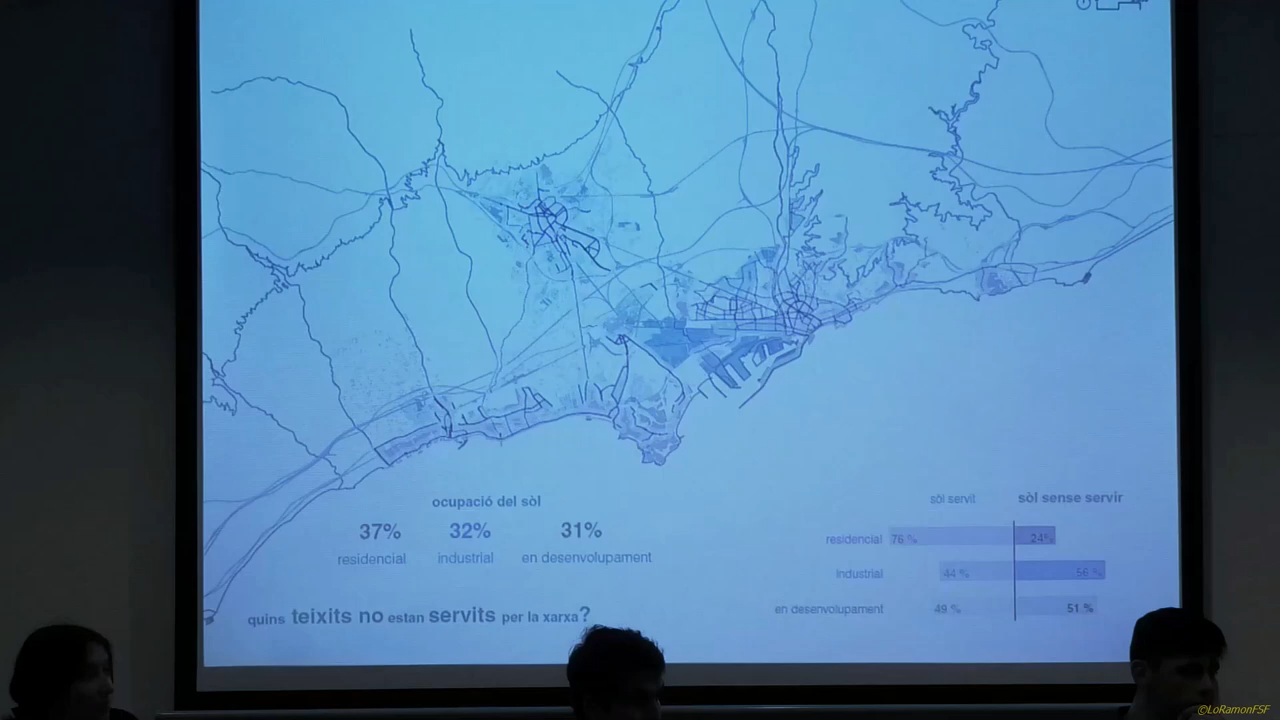 ocupació del sòl
37% 32% 31%
residencial industrial en desenvolupament
quins teixits no estan servits per la xarxa?
sòl servit sòl sense servir
residencial 76 % 24%
industrial 44 % 56 %
en desenvolupament 49 % 51 %
©LoRamonFSF